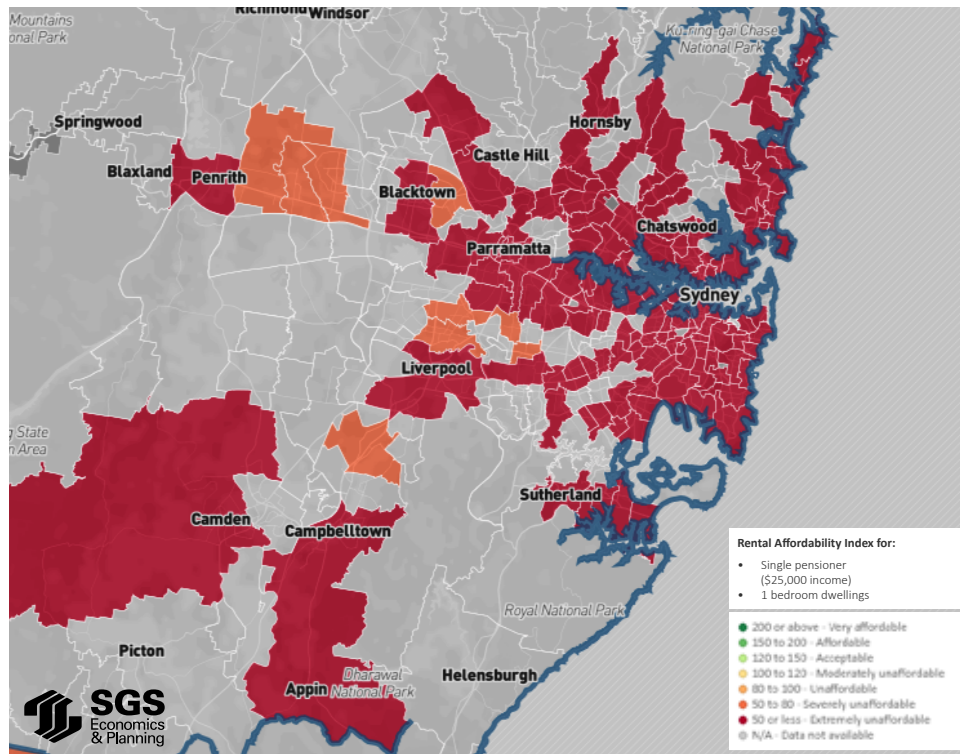 Richmond
Windsor
Mountains
onal Park
Ku-ring-gai Chase
National Park
Springwood
Hornsby
Castle Hill
Blaxland
Penrith
Blacktown
Chatswood
Parramatta
Sydney
Liverpool
g State
n Area
Sutherland
Camden
Campbelltown
Royal National Park
Picton
Helensburgh
Dharawal
National Park
Appin
SGS
Economics
& Planning
Rental Affordability Index for:
• Single pensioner
($25,000 income)
• 1 bedroom dwellings
200 or above - Very affordable
150 to 200 - Affordable
120 to 150 - Acceptable
100 to 120 - Moderately unaffordable
80 to 100 - Unaffordable
50 to 80 - Severely unaffordable
50 or less - Extremely unaffordable
N/A - Data not available